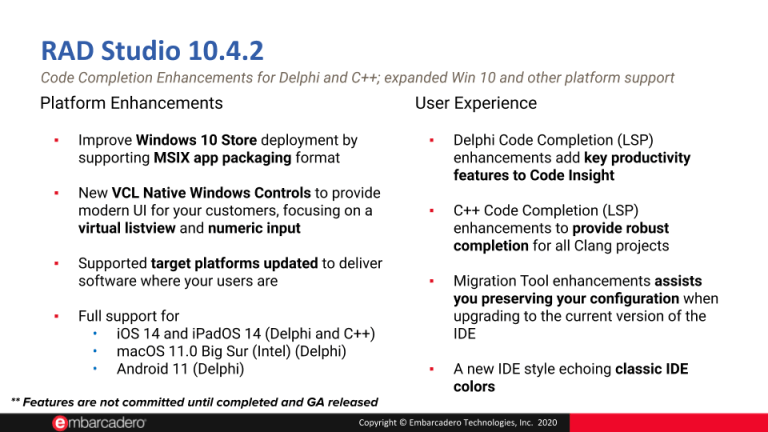 RAD Studio 10.4.2
Code Completion Enhancements for Delphi and C++; expanded Win 10 and other platform support
Platform Enhancements
▪ Improve Windows 10 Store deployment by
supporting MSIX app packaging format
▪ New VCL Native Windows Controls to provide
modern UI for your customers, focusing on a
virtual listview and numeric input
▪ Supported target platforms updated to deliver
software where your users are
▪ Full support for
• iOS 14 and iPadOS 14 (Delphi and C++)
• macOS 11.0 Big Sur (Intel) (Delphi)
• Android 11 (Delphi)
User Experience
▪ Delphi Code Completion (LSP)
enhancements add key productivity
features to Code Insight
▪ C++ Code Completion (LSP)
enhancements to provide robust
completion for all Clang projects
▪ Migration Tool enhancements assists
you preserving your configuration when
upgrading to the current version of the
IDE
▪ A new IDE style echoing classic IDE
colors
** Features are not committed until completed and GA released
embarcadero®
Copyright © Embarcadero Technologies, Inc. 2020